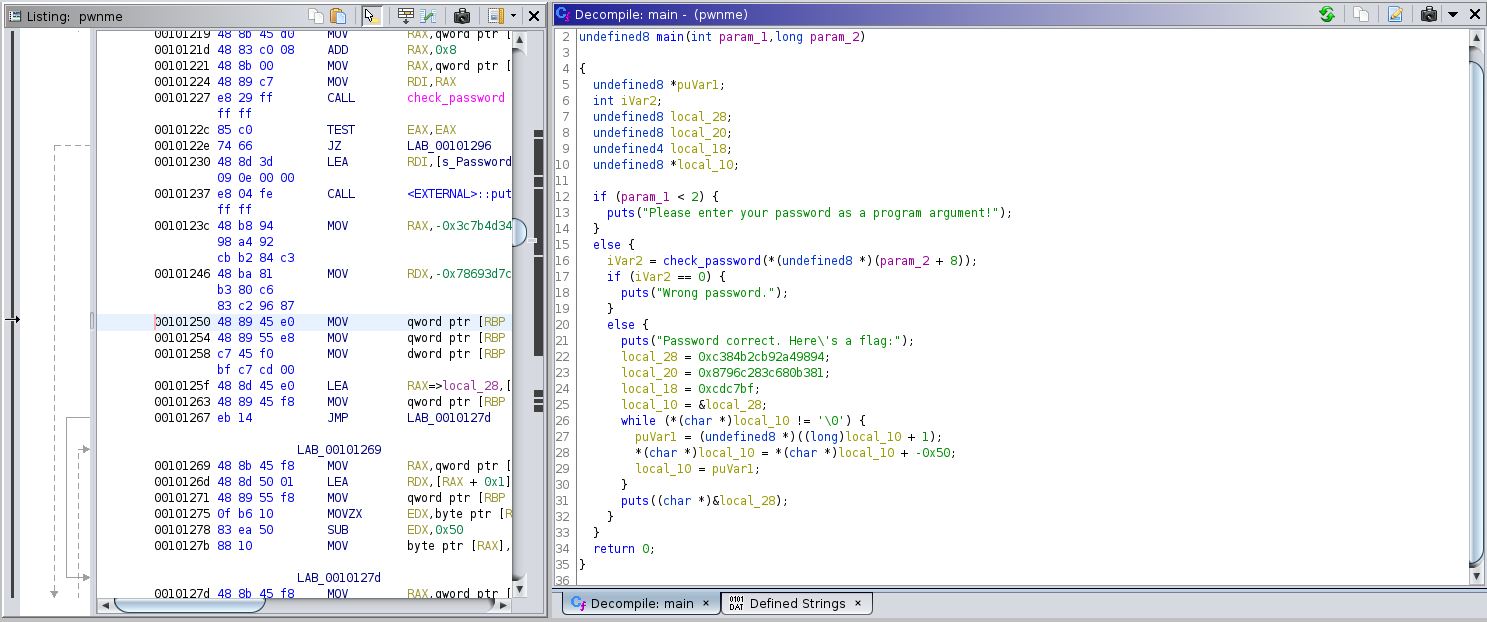 Listing: pwnme
00101219 48 8b 45 d0 MOV RAX,qword ptr [
0010121d 48 83 c0 08 ADD RAX,0x8
00101221 48 8b 00 MOV RAX,qword ptr [
00101224 48 89 c7 MOV RDI,RAX
00101227 e8 29 ff CALL check_password
ff ff
0010122c 85 c0 TEST EAX,EAX
0010122e 74 66 JZ LAB_00101296
00101230 48 8d 3d LEA RDI,[s_Password
09 0e 00 00
00101237 e8 04 fe CALL <EXTERNAL>::put
ff ff
0010123c 48 b8 94 MOV RAX,-0x3c7b4d34
98 a4 92
cb b2 84 c3
00101246 48 ba 81 MOV RDX,-0x78693d7c
b3 80 c6
83 c2 96 87
00101250 48 89 45 e0 MOV qword ptr [RBP
00101254 48 89 55 e8 MOV qword ptr [RBP
00101258 c7 45 f0 MOV dword ptr [RBP
bf c7 cd 00
0010125f 48 8d 45 e0 LEA RAX=>local_28,[
00101263 48 89 45 f8 MOV qword ptr [RBP
00101267 eb 14 JMP LAB_0010127d
LAB_00101269
00101269 48 8b 45 f8 MOV RAX,qword ptr [
0010126d 48 8d 50 01 LEA RDX,[RAX + 0x1]
00101271 48 89 55 f8 MOV qword ptr [RBP
00101275 0f b6 10 MOVZX EDX,byte ptr [R
00101278 83 ea 50 SUB EDX,0x50
0010127b 88 10 MOV byte ptr [RAX],
LAB_0010127d
0010127d 48 8b 45 f8 MOV RAX,qword ptr [
Decompile: main - (pwnme)
2 undefined8 main(int param_1,long param_2)
3
4 {
5 undefined8 *puVar1;
6 int iVar2;
7 undefined8 local_28;
8 undefined8 local_20;
9 undefined4 local_18;
10 undefined8 *local_10;
11
12 if (param_1 < 2) {
13 puts("Please enter your password as a program argument!");
14 }
15 else {
16 iVar2 = check_password(*(undefined8 *)(param_2 + 8));
17 if (iVar2 == 0) {
18 puts("Wrong password.");
19 }
20 else {
21 puts("Password correct. Here\'s a flag:");
22 local_28 = 0xc384b2cb92a49894;
23 local_20 = 0x8796c283c680b381;
24 local_18 = 0xcdc7bf;
25 local_10 = &local_28;
26 while (*(char *)local_10 != '\0') {
27 puVar1 = (undefined8 *)((long)local_10 + 1);
28 *(char *)local_10 = *(char *)local_10 + -0x50;
29 local_10 = puVar1;
30 }
31 puts((char *)&local_28);
32 }
33 }
34 return 0;
35 }
36
Decompile: main ×
0101 DAT Defined Strings ×